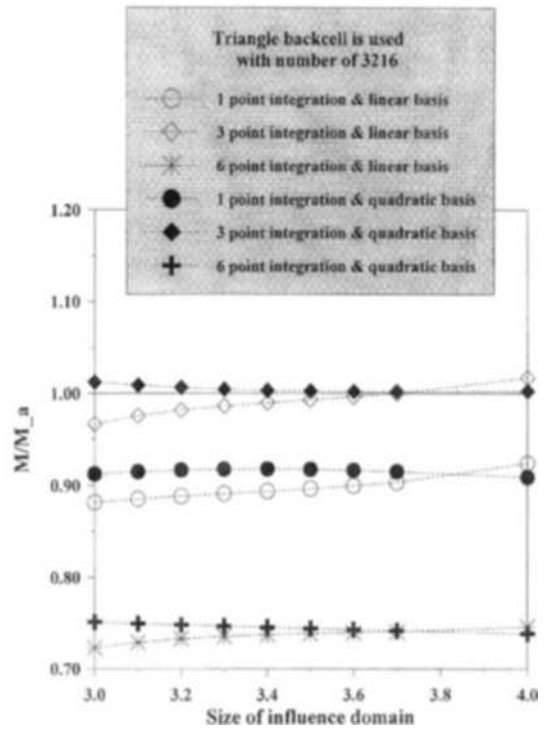 Triangle backcell is used
with number of 3216
1 point integration & linear basis
3 point integration & linear basis
6 point integration & linear basis
1 point integration & quadratic basis
3 point integration & quadratic basis
6 point integration & quadratic basis
1.20
1.10
1.00
0.90
0.80
0.70
M/M_a
3.0 3.2 3.4 3.6 3.8 4.0
Size of influence domain